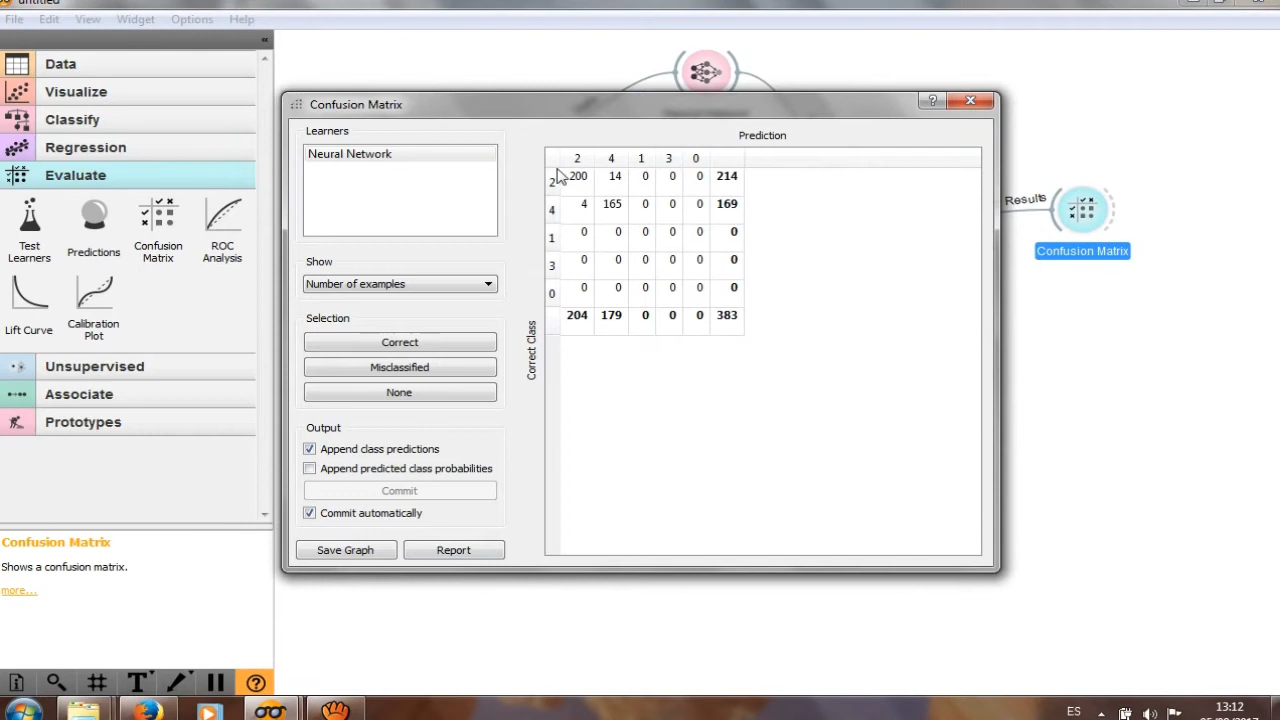 untitled
File Edit View Widget Options Help
Data
Visualize
Classify
Regression
Evaluate
Test Learners
Predictions
Confusion Matrix
ROC Analysis
Lift Curve
Calibration Plot
Unsupervised
Associate
Prototypes
Confusion Matrix
Shows a confusion matrix.
more...
Confusion Matrix
Learners
Neural Network
Show
Number of examples
Selection
Correct
Misclassified
None
Output
Append class predictions
Append predicted class probabilities
Commit
Commit automatically
Save Graph Report
Prediction
Correct Class
2 4 1 3 0
2 200 14 0 0 0 214
4 4 165 0 0 0 169
1 0 0 0 0 0 0
3 0 0 0 0 0 0
0 0 0 0 0 0 0
204 179 0 0 0 383
Results
Confusion Matrix
ES
13:12